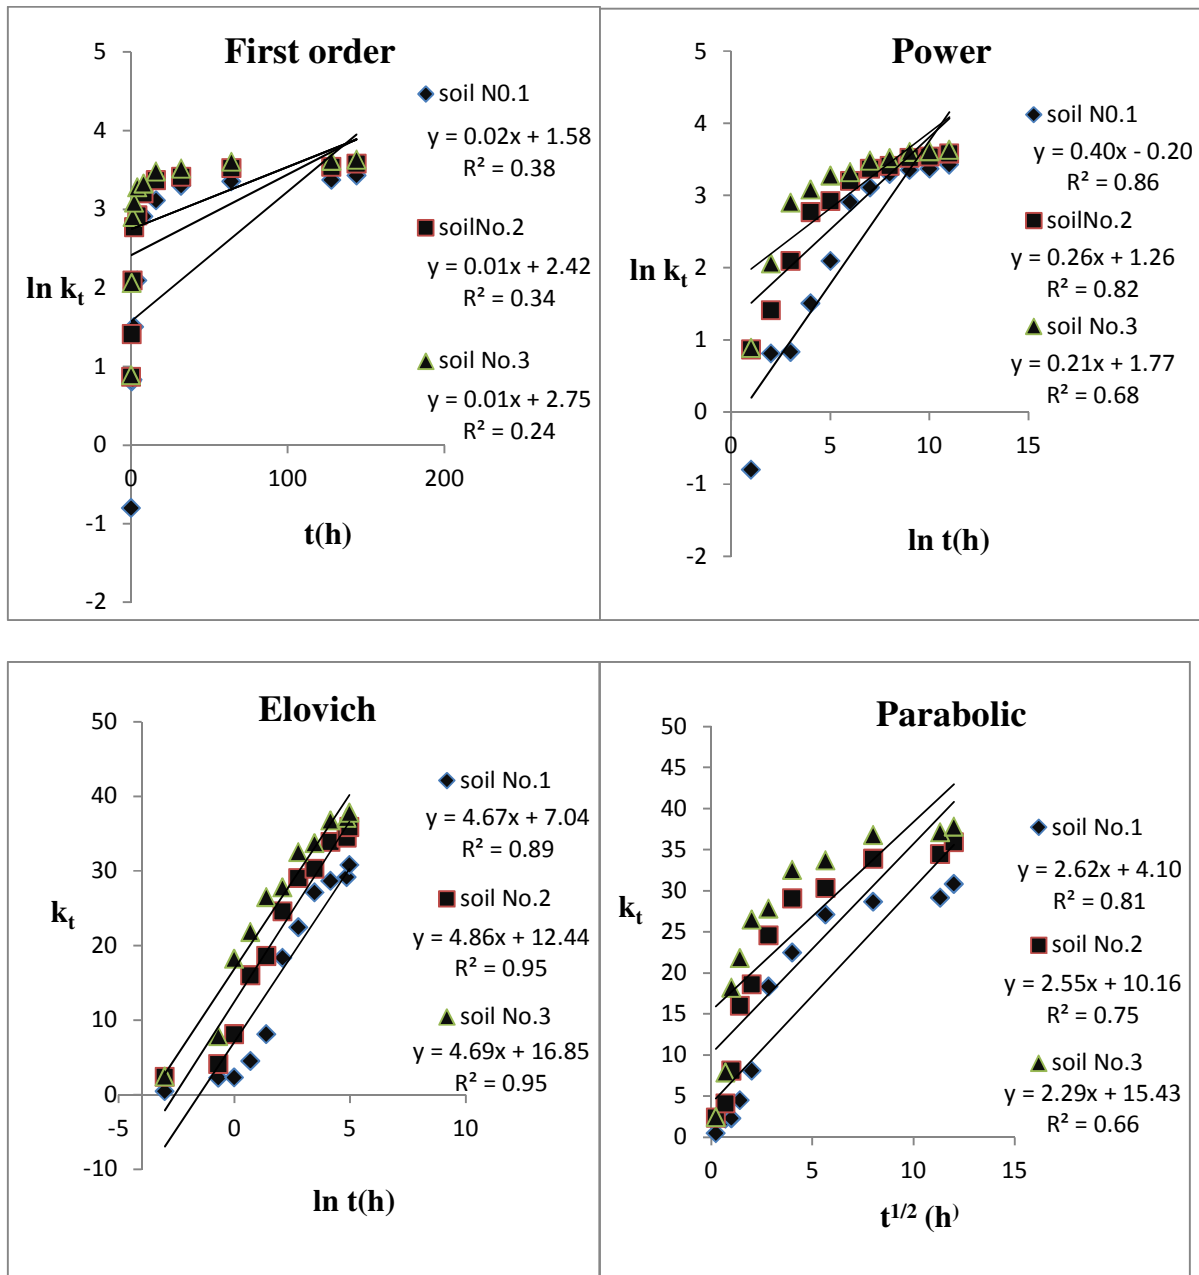 First order
5
4
3
2
1
0
-1
-2
0
100
200
ln kt
t(h)
soil N0.1
y = 0.02x + 1.58
R² = 0.38
soilNo.2
y = 0.01x + 2.42
R² = 0.34
soil No.3
y = 0.01x + 2.75
R² = 0.24
Power
5
4
3
2
1
0
-1
-2
0
5
10
15
ln kt
ln t(h)
soil N0.1
y = 0.40x - 0.20
R² = 0.86
soilNo.2
y = 0.26x + 1.26
R² = 0.82
soil No.3
y = 0.21x + 1.77
R² = 0.68
Elovich
50
40
30
20
10
0
-10
-5
0
5
10
kt
ln t(h)
soil No.1
y = 4.67x + 7.04
R² = 0.89
soil No.2
y = 4.86x + 12.44
R² = 0.95
soil No.3
y = 4.69x + 16.85
R² = 0.95
Parabolic
50
45
40
35
30
25
20
15
10
5
0
0
5
10
15
kt
t1/2 (h)
soil No.1
y = 2.62x + 4.10
R² = 0.81
soil No.2
y = 2.55x + 10.16
R² = 0.75
soil No.3
y = 2.29x + 15.43
R² = 0.66